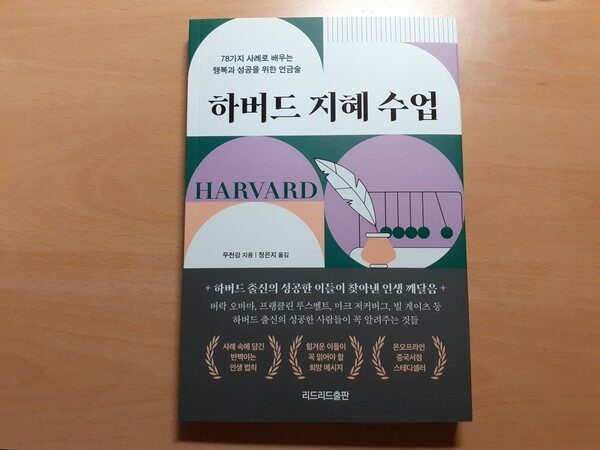 78가지 사례로 배우는
행복과 성공을 위한 연금술
하버드 지혜 수업
HARVARD
무천강 지음 | 정은지 옮김
하버드 출신의 성공한 이들이 찾아낸 인생 깨달음
버락 오바마, 프랭클린 루스벨트, 마크 저커버그, 빌 게이츠 등
하버드 출신의 성공한 사람들이 꼭 알려주는 것들
사례 속에 담긴
반짝이는
인생 법칙
힘겨운 이들이
꼭 읽어야 할
희망 메시지
온오프라인
중국서점
스테디셀러
리드리드출판